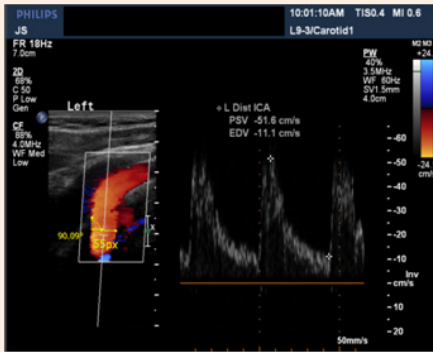 PHILIPS
10:01:10AM TIS0.4 MI 0.6
JS
L9-3/Carotid1
FR 18Hz
7.0cm
2D
68%
C 50
P Low
Gen
CF
88%
4.0MHz
WF Med
Low
Left
L Dist ICA
PSV -51.6 cm/s
EDV -11.1 cm/s
PW
40%
3.5MHz
WF 60Hz
SV1.5mm
4.0cm
M2 M3
+24.
-24.
cm/s
90.09°
55px
x
-60
-50
-40
-30
-20
-10
Inv
cm/s
-10
-20
50mm/s